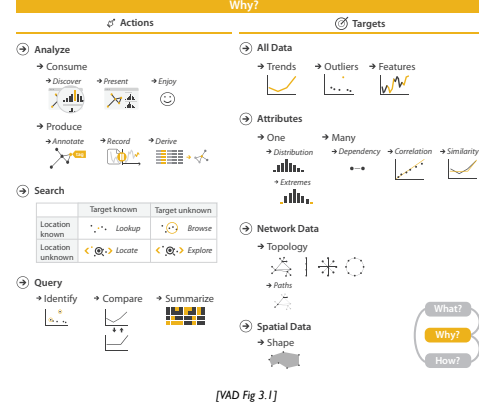 Why?
Actions
Analyze
Consume
Discover
Present
Enjoy
Produce
Annotate
Record
Derive
tag
Search
Target known
Target unknown
Location known
Lookup
Browse
Location unknown
Locate
Explore
Query
Identify
Compare
Summarize
Targets
All Data
Trends
Outliers
Features
Attributes
One
Many
Distribution
Dependency
Correlation
Similarity
Extremes
Network Data
Topology
Paths
Spatial Data
Shape
What?
Why?
How?
[VAD Fig 3.1]